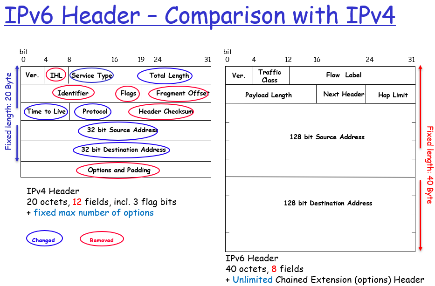 IPv6 Header – Comparison with IPv4
bit
0 4 8 16 19 24 31
Ver. IHL Service Type Total Length
Identifier Flags Fragment Offset
Time to Live Protocol Header Checksum
32 bit Source Address
32 bit Destination Address
Options and Padding
Fixed length: 20 Byte
IPv4 Header
20 octets, 12 fields, incl. 3 flag bits
+ fixed max number of options
Changed Removed
bit
0 4 12 16 24 31
Ver. Traffic Class Flow Label
Payload Length Next Header Hop Limit
128 bit Source Address
128 bit Destination Address
Fixed length: 40 Byte
IPv6 Header
40 octets, 8 fields
+ Unlimited Chained Extension (options) Header